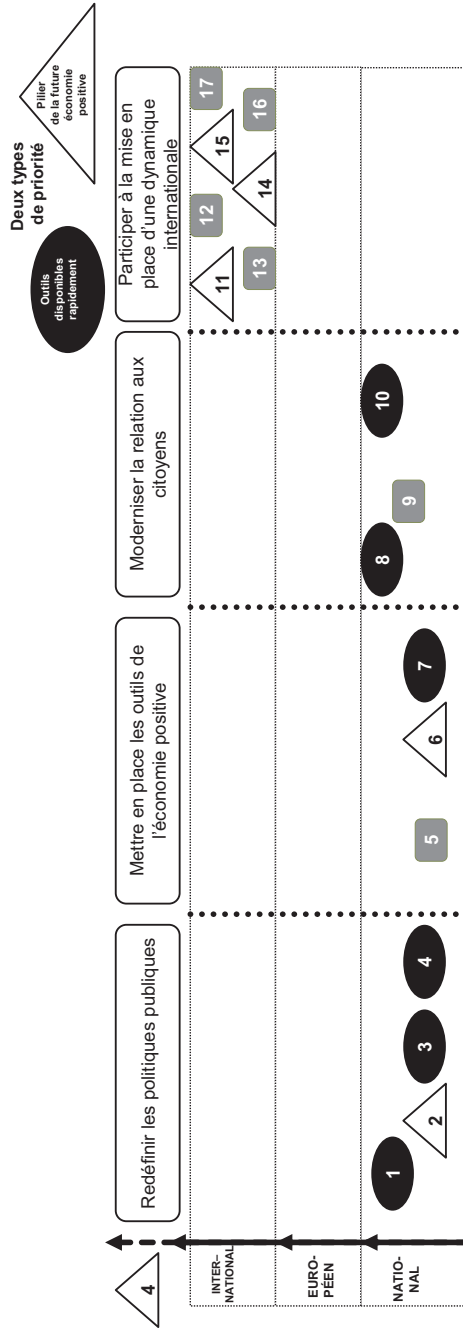 Deux types
de priorité
Outils
disponibles
rapidement
Pilier
de la future
économie
positive
4
Redéfinir les politiques publiques
Mettre en place les outils de
l'économie positive
Moderniser la relation aux
citoyens
Participer à la mise en
place d'une dynamique
internationale
INTER–
NATIONAL
11
12
13
14
15
16
17
EURO-
PÉEN
NATIO-
NAL
1
2
3
4
5
6
7
8
9
10